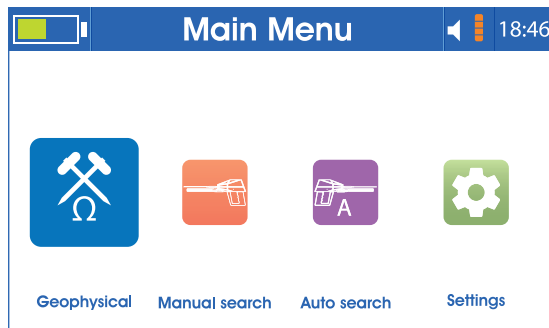 Main Menu 18:46
Ω
A
Geophysical Manual search Auto search Settings